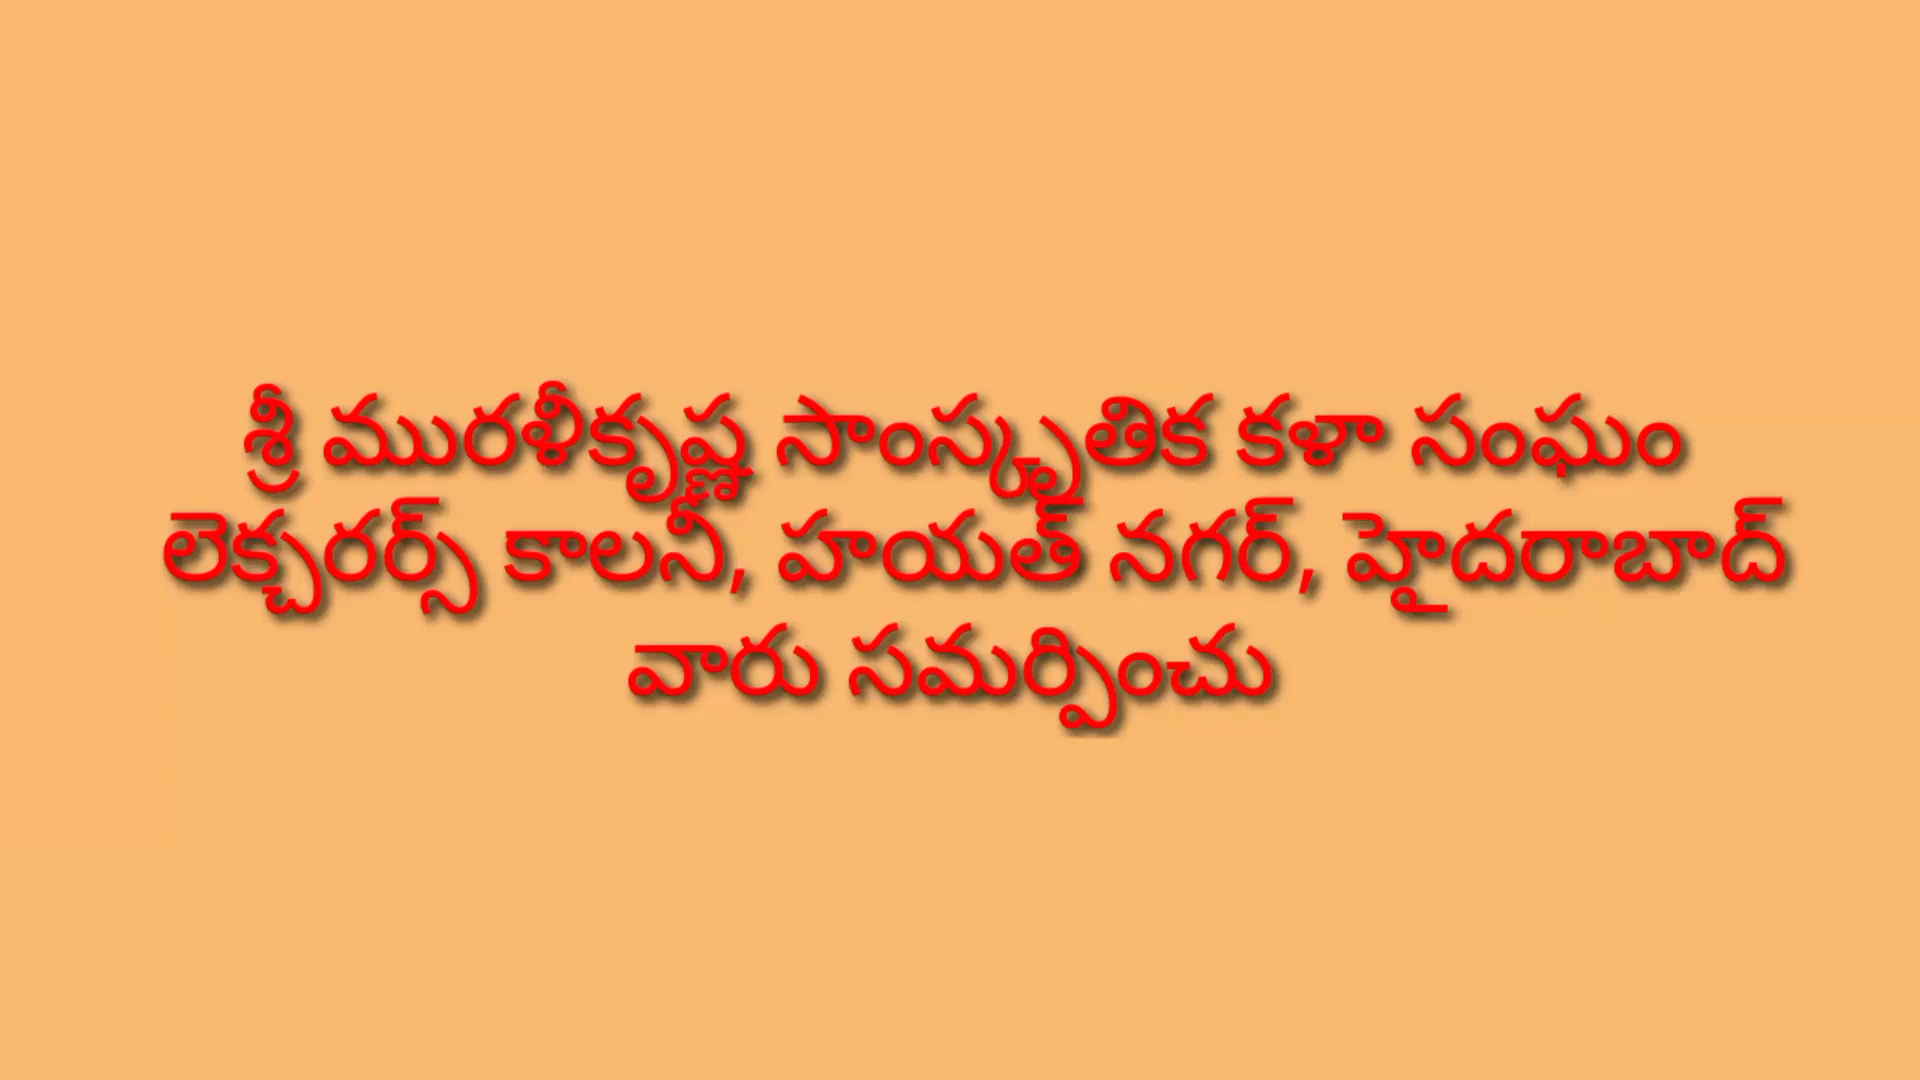 శ్రీ మురళీకృష్ణ సాంస్కృతిక కళా సంఘం
లెక్చరర్స్ కాలనీ, హయత్ నగర్, హైదరాబాద్
వారు సమర్పించు